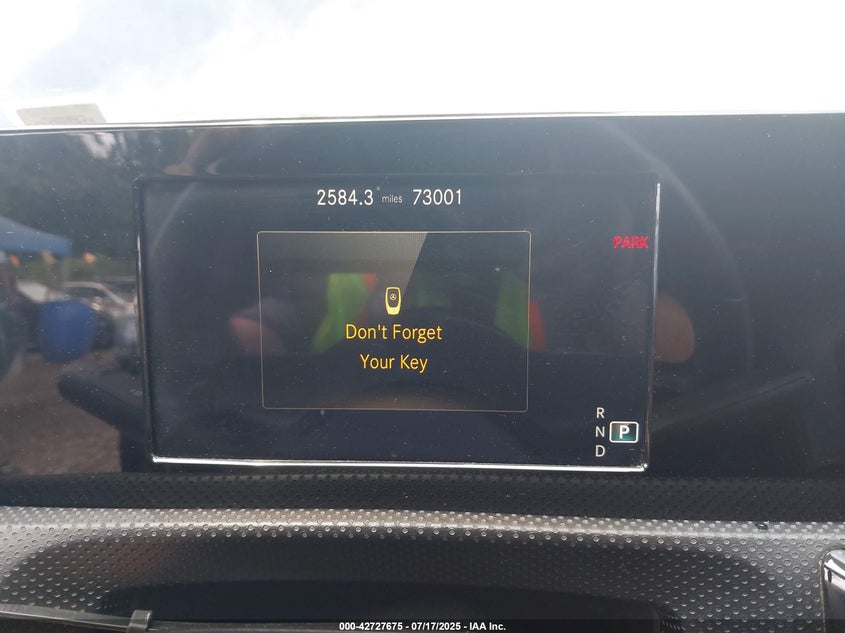 2584.3 miles 73001
PARK
Don't Forget
Your Key
R
N P
D
000-42727675 - 07/17/2025 - IAA Inc.